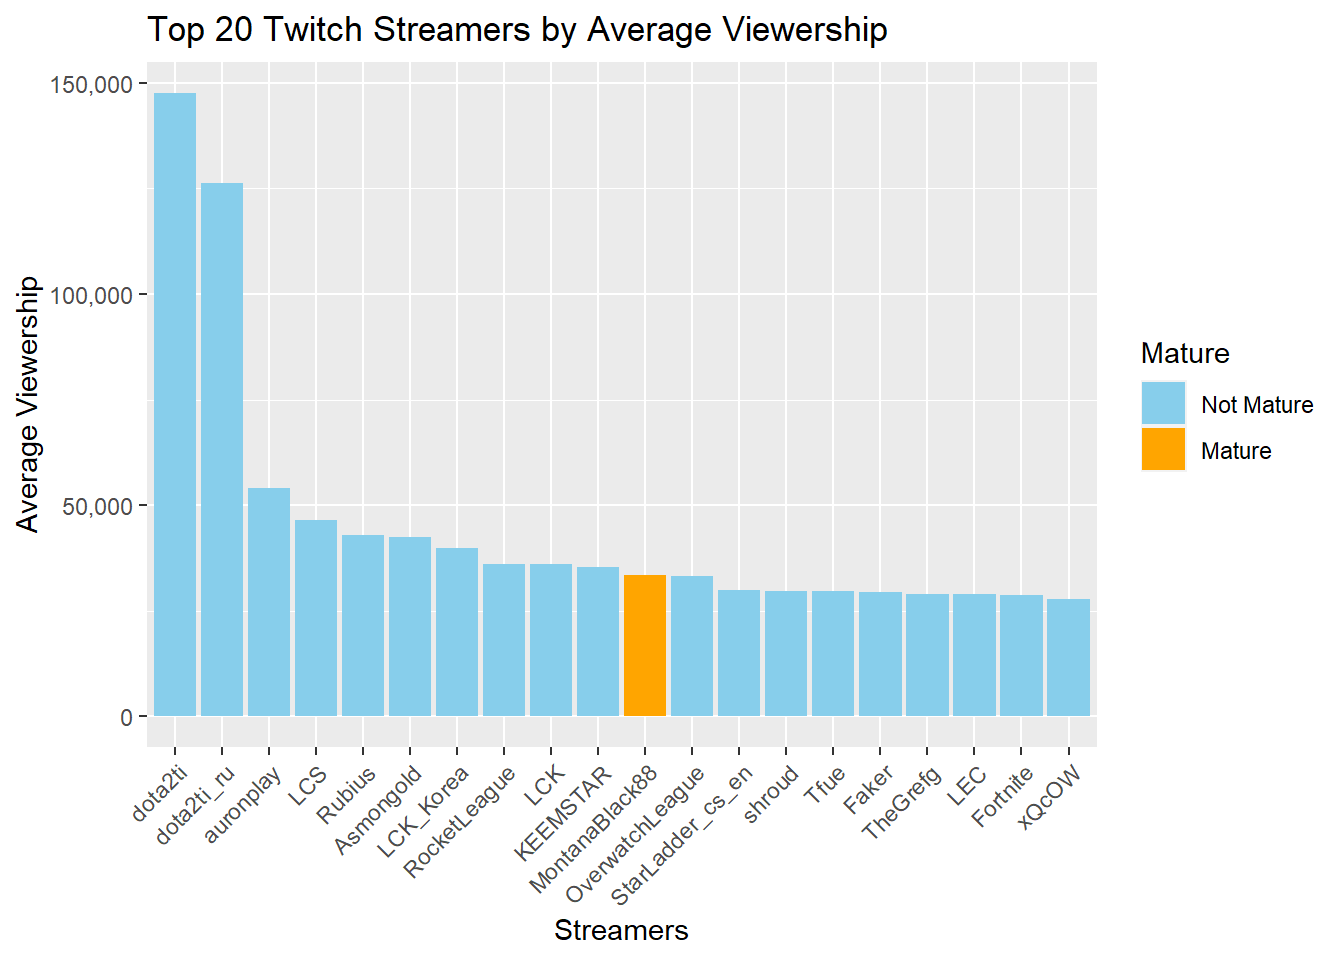 Top 20 Twitch Streamers by Average Viewership
Average Viewership
150,000
100,000
50,000
0
dota2ti
dota2ti_ru
auronplay
LCS
Rubius
Asmongold
LCK_Korea
RocketLeague
LCK
KEEMSTAR
MontanaBlack88
OverwatchLeague
StarLadder_cs_en
shroud
Tfue
Faker
TheGrefg
LEC
Fortnite
xQcOW
Streamers
Mature
Not Mature
Mature